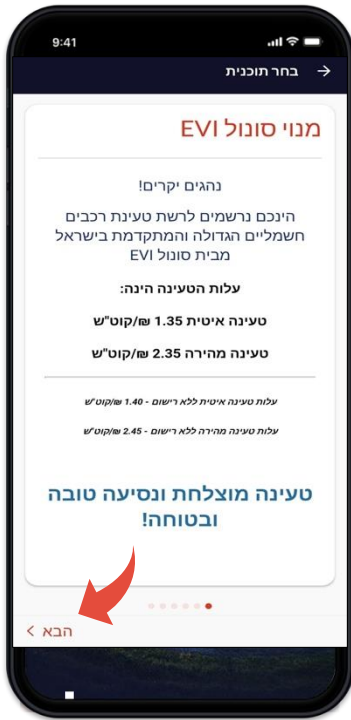 9:41
בחר תוכנית
מנוי סונול EVI
נהגים יקרים!
הינכם נרשמים לרשת טעינת רכבים
חשמליים הגדולה והמתקדמת בישראל
מבית סונול EVI
עלות הטעינה הינה:
טעינה איטית 1.35 ₪/קוט"ש
טעינה מהירה 2.35 ₪/קוט"ש
עלות טעינה איטית ללא רישום - 1.40 ₪/קוט"ש
עלות טעינה מהירה ללא רישום - 2.45 ₪/קוט"ש
טעינה מוצלחת ונסיעה טובה
ובטוחה!
הבא >